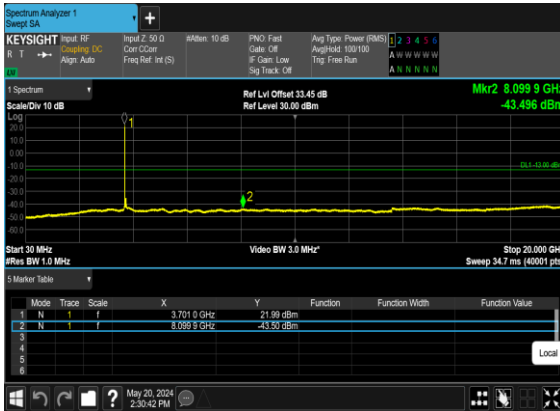 Spectrum Analyzer 1
Swept SA
+
KEYSIGHT
R T
Input: RF
Coupling: DC
Align: Auto
Input Z: 50 Ω
Corr CCorr
Freq Ref: Int (S)
#Atten: 10 dB
PNO: Fast
Gate: Off
IF Gain: Low
Sig Track: Off
Avg Type: Power (RMS)
Avg|Hold: 100/100
Trig: Free Run
1 2 3 4 5 6
A W W W W W
A N N N N N
1 Spectrum
Scale/Div 10 dB
Ref Lvl Offset 33.45 dB
Ref Level 30.00 dBm
Mkr2 8.099 9 GHz
-43.496 dBm
Log
20.0
10.0
0.00
-10.0
-20.0
-30.0
-40.0
-50.0
-60.0
1
2
DL1 -13.00 dBm
Start 30 MHz
#Res BW 1.0 MHz
Video BW 3.0 MHz*
Stop 20.000 GHz
Sweep 34.7 ms (40001 pts)
5 Marker Table
Mode Trace Scale X Y Function Function Width Function Value
1 N 1 f 3.701 0 GHz 21.99 dBm
2 N 1 f 8.099 9 GHz -43.50 dBm
3
4
5
6
Local
?
May 20, 2024
2:30:42 PM